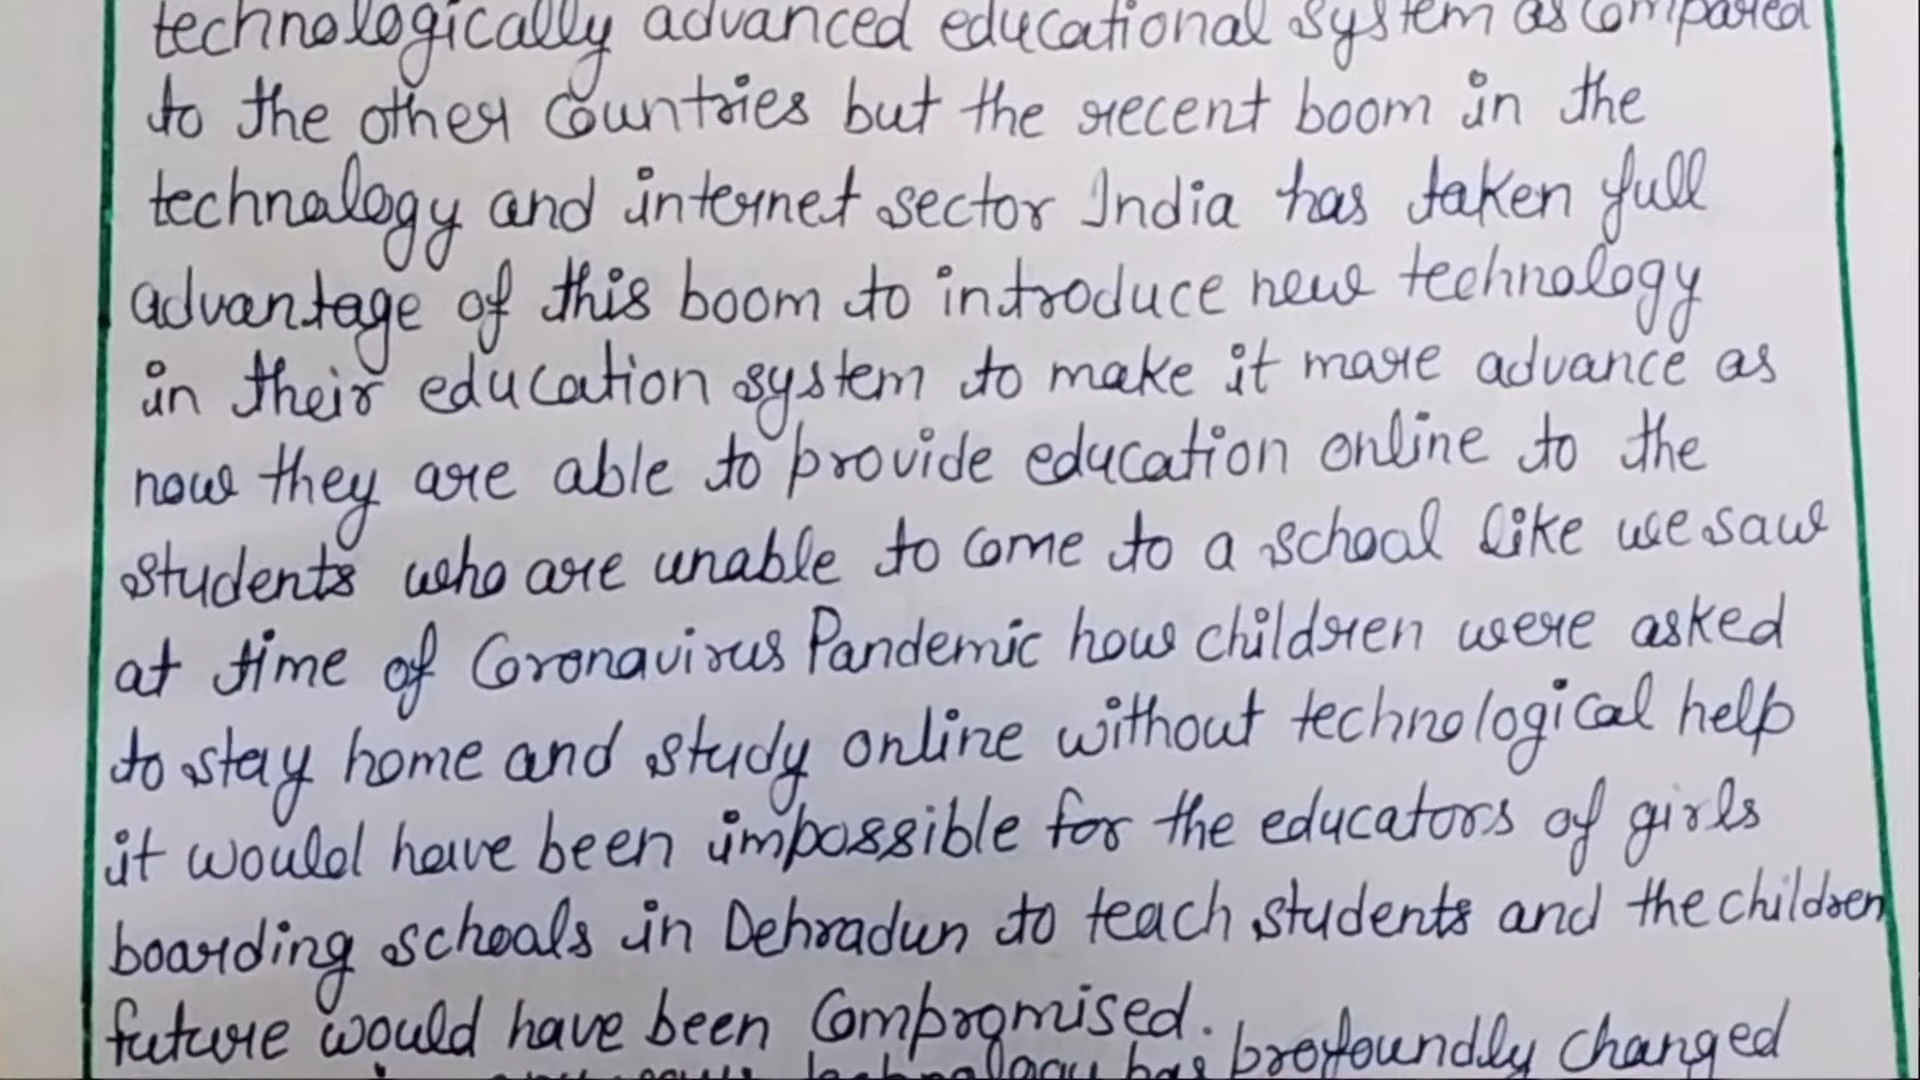 technologically advanced educational system as compared
to the other countries but the recent boom in the
technology and internet sector India has taken full
advantage of this boom to introduce new technology
in their education system to make it more advance as
now they are able to provide education online to the
students who are unable to come to a school like we saw
at time of Coronavirus Pandemic how children were asked
to stay home and study online without technological help
it would have been impossible for the educators of girls
boarding schools in Dehradun to teach students and the children
future would have been Compromised.
technology has profoundly changed